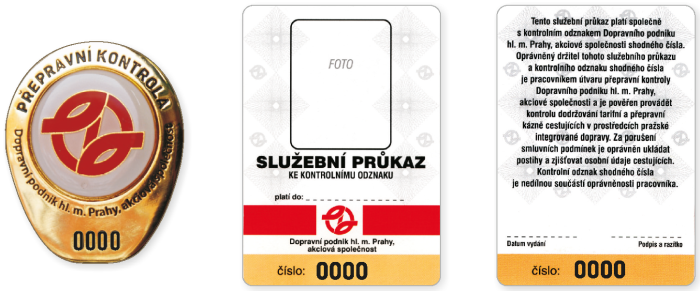 PŘEPRAVNÍ KONTROLA
Dopravní podnik hl. m. Prahy, akciová společnost
0000
FOTO
SLUŽEBNÍ PRŮKAZ
KE KONTROLNÍMU ODZNAKU
platí do:
Dopravní podnik hl. m. Prahy,
akciová společnost
číslo: 0000
Tento služební průkaz platí společně
s kontrolním odznakem Dopravního podniku
hl. m. Prahy, akciové společnosti shodného čísla.
Oprávněný držitel tohoto služebního průkazu
a kontrolního odznaku shodného čísla
je pracovníkem útvaru přepravní kontroly
Dopravního podniku hl. m. Prahy,
akciové společnosti a je pověřen provádět
kontrolu dodržování tarifní a přepravní
kázně cestujících v prostředcích pražské
integrované dopravy. Za porušení
smluvních podmínek je oprávněn ukládat
postihy a zjišťovat osobní údaje cestujících.
Kontrolní odznak shodného čísla
je nedílnou součástí oprávněnosti pracovníka.
Datum vydání
Podpis a razítko
číslo: 0000